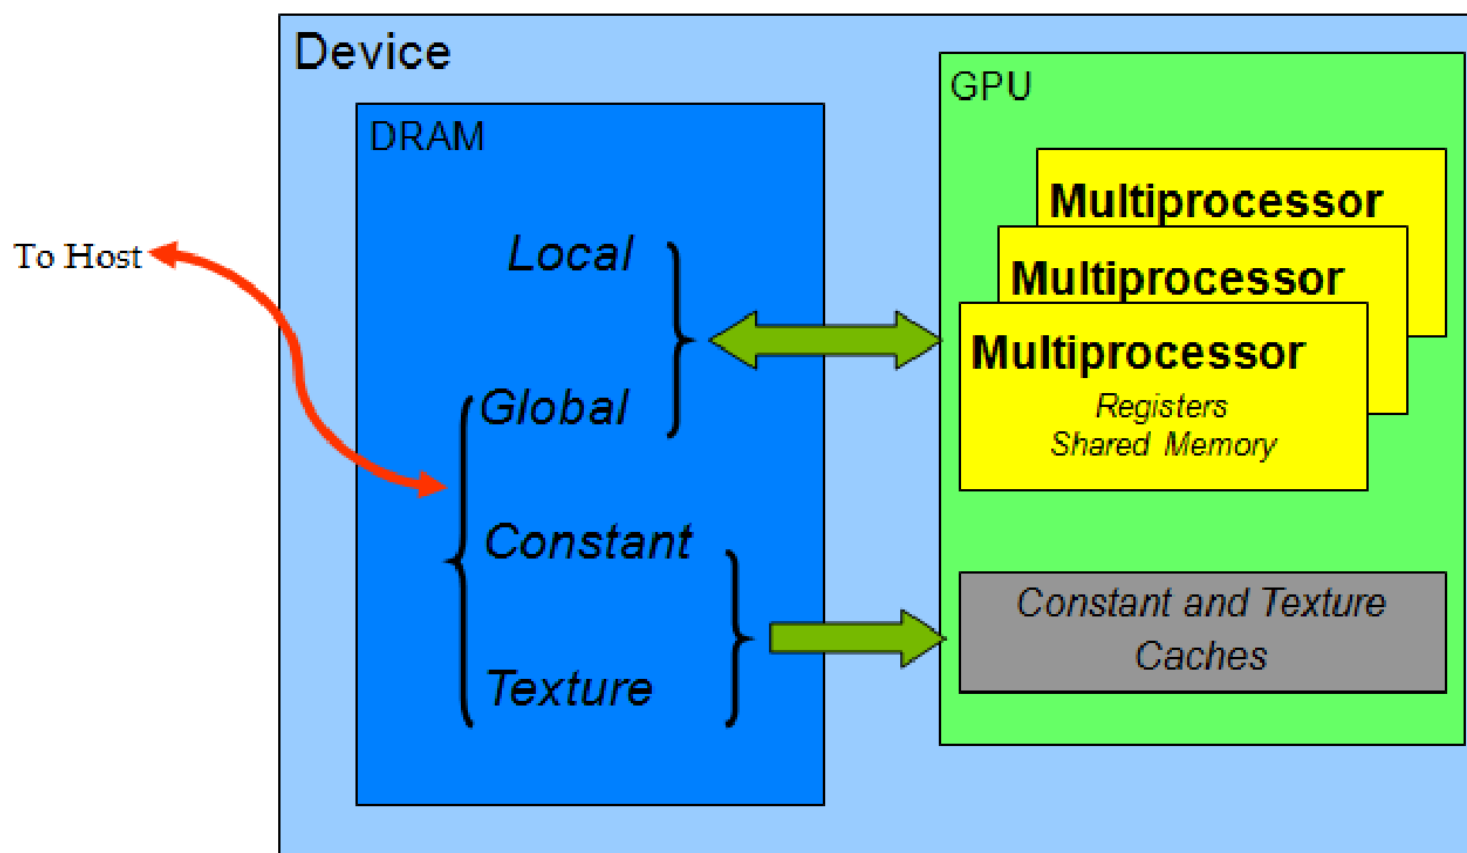 Device
GPU
DRAM
Multiprocessor
To Host
Local
Multiprocessor
Multiprocessor
Global
Registers
Shared Memory
Constant
Constant and Texture
Caches
Texture